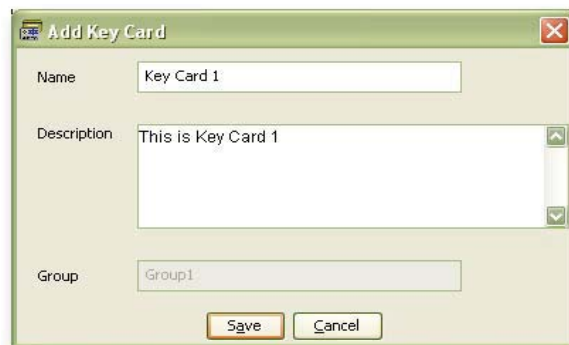 Add Key Card
Name
Key Card 1
Description
This is Key Card 1
Group
Group1
Save
Cancel